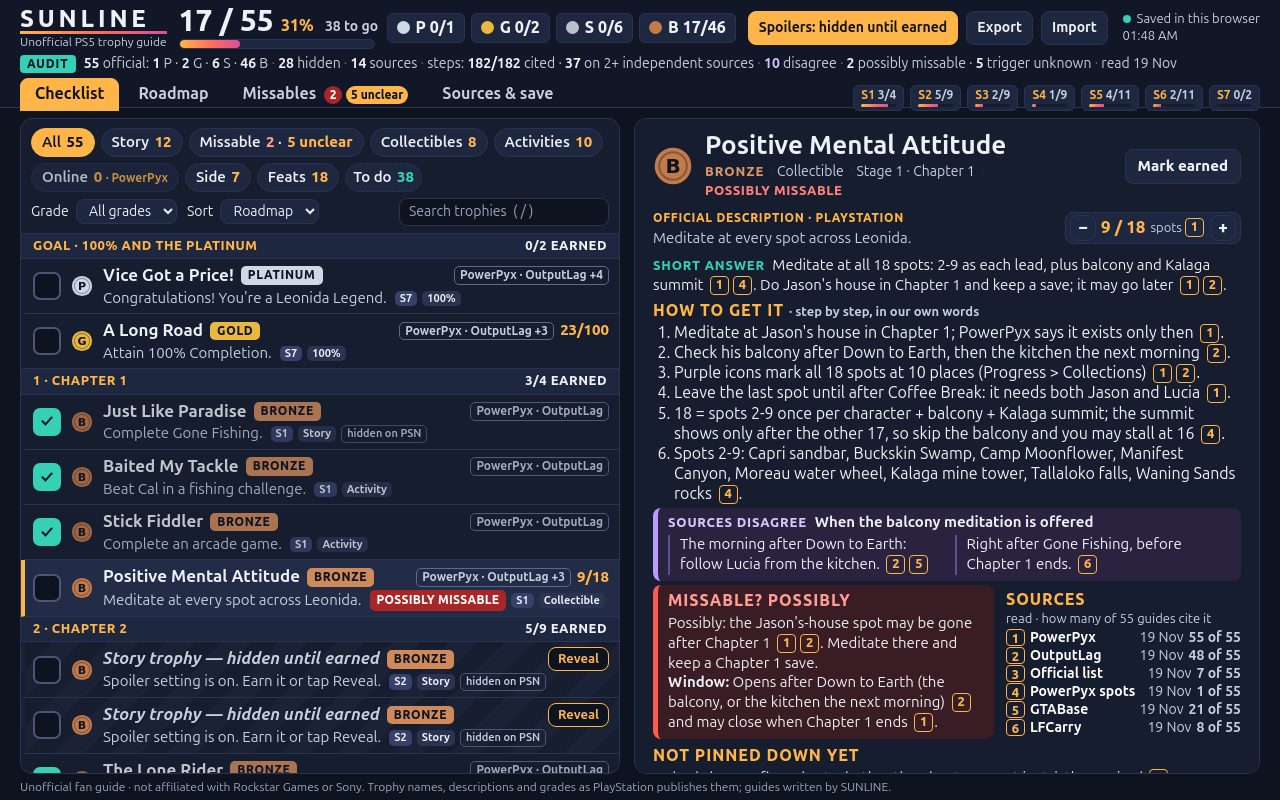 SUNLINE
Unofficial PS5 trophy guide
17 / 55 31% 38 to go
P 0/1
G 0/2
S 0/6
B 17/46
Spoilers: hidden until earned
Export
Import
Saved in this browser
01:48 AM
AUDIT 55 official: 1 P · 2 G · 6 S · 46 B · 28 hidden · 14 sources · steps: 182/182 cited · 37 on 2+ independent sources · 10 disagree · 2 possibly missable · 5 trigger unknown · read 19 Nov
Checklist
Roadmap
Missables 2 5 unclear
Sources & save
S1 3/4
S2 5/9
S3 2/9
S4 1/9
S5 4/11
S6 2/11
S7 0/2
All 55
Story 12
Missable 2 · 5 unclear
Collectibles 8
Activities 10
Online 0 · PowerPyx
Side 7
Feats 18
To do 38
Grade All grades
Sort Roadmap
Search trophies (/)
GOAL · 100% AND THE PLATINUM 0/2 EARNED
P Vice Got a Price! PLATINUM PowerPyx · OutputLag +4
Congratulations! You're a Leonida Legend. S7 100%
G A Long Road GOLD PowerPyx · OutputLag +3 23/100
Attain 100% Completion. S7 100%
1 · CHAPTER 1 3/4 EARNED
B Just Like Paradise BRONZE PowerPyx · OutputLag
Complete Gone Fishing. S1 Story hidden on PSN
B Baited My Tackle BRONZE PowerPyx · OutputLag
Beat Cal in a fishing challenge. S1 Activity
B Stick Fiddler BRONZE PowerPyx · OutputLag
Complete an arcade game. S1 Activity
B Positive Mental Attitude BRONZE PowerPyx · OutputLag +3 9/18
Meditate at every spot across Leonida. POSSIBLY MISSABLE S1 Collectible
2 · CHAPTER 2 5/9 EARNED
B Story trophy — hidden until earned BRONZE Reveal
Spoiler setting is on. Earn it or tap Reveal. S2 Story hidden on PSN
B Story trophy — hidden until earned BRONZE Reveal
Spoiler setting is on. Earn it or tap Reveal. S2 Story hidden on PSN
The Lone Rider BRONZE PowerPyx · OutputLag
B Positive Mental Attitude
BRONZE · Collectible · Stage 1 · Chapter 1 ·
POSSIBLY MISSABLE
Mark earned
OFFICIAL DESCRIPTION · PLAYSTATION
Meditate at every spot across Leonida.
− 9 / 18 spots 1 +
SHORT ANSWER Meditate at all 18 spots: 2-9 as each lead, plus balcony and Kalaga
summit 1 4. Do Jason's house in Chapter 1 and keep a save; it may go later 1 2.
HOW TO GET IT · step by step, in our own words
1. Meditate at Jason's house in Chapter 1; PowerPyx says it exists only then 1.
2. Check his balcony after Down to Earth, then the kitchen the next morning 2.
3. Purple icons mark all 18 spots at 10 places (Progress > Collections) 1 2.
4. Leave the last spot until after Coffee Break: it needs both Jason and Lucia 1.
5. 18 = spots 2-9 once per character + balcony + Kalaga summit; the summit
shows only after the other 17, so skip the balcony and you may stall at 16 4.
6. Spots 2-9: Capri sandbar, Buckskin Swamp, Camp Moonflower, Manifest
Canyon, Moreau water wheel, Kalaga mine tower, Tallaloko falls, Waning Sands
rocks 4.
SOURCES DISAGREE When the balcony meditation is offered
The morning after Down to Earth:
follow Lucia from the kitchen. 2 5
Right after Gone Fishing, before
Chapter 1 ends. 6
MISSABLE? POSSIBLY
Possibly: the Jason's-house spot may be gone
after Chapter 1 1 2. Meditate there and
keep a Chapter 1 save.
Window: Opens after Down to Earth (the
balcony, or the kitchen the next morning) 2
and may close when Chapter 1 ends 1.
SOURCES
read · how many of 55 guides cite it
1 PowerPyx 19 Nov 55 of 55
2 OutputLag 19 Nov 48 of 55
3 Official list 19 Nov 7 of 55
4 PowerPyx spots 19 Nov 1 of 55
5 GTABase 19 Nov 21 of 55
6 LFCarry 19 Nov 8 of 55
NOT PINNED DOWN YET
Unofficial fan guide · not affiliated with Rockstar Games or Sony. Trophy names, descriptions and grades as PlayStation publishes them; guides written by SUNLINE.